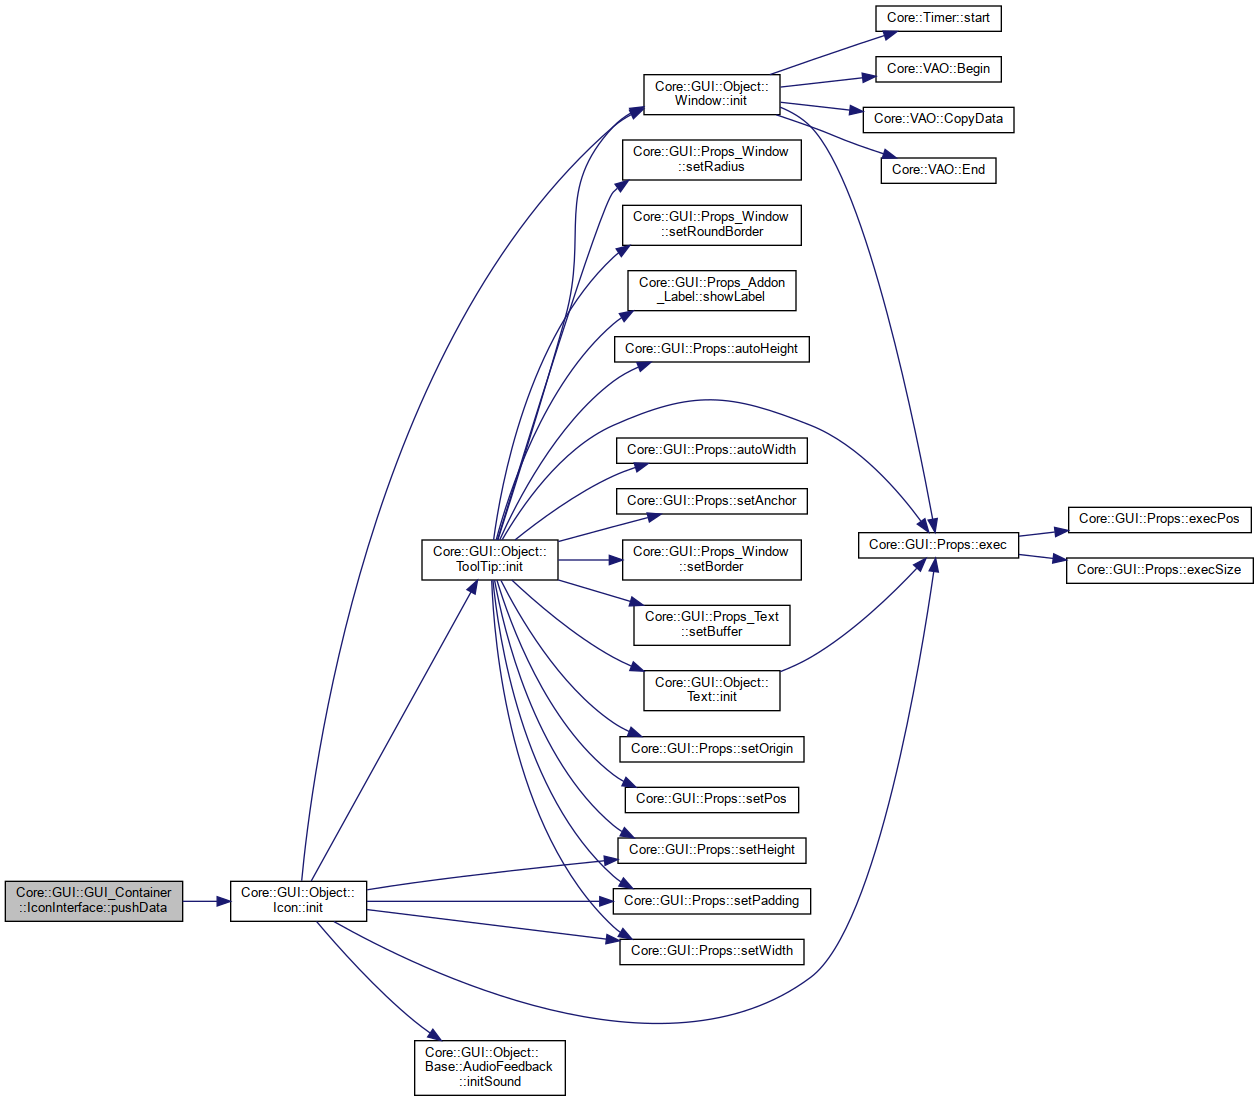 Core::Timer::start
Core::VAO::Begin
Core::GUI::Object::
Window::init
Core::VAO::CopyData
Core::GUI::Props_Window
::setRadius
Core::VAO::End
Core::GUI::Props_Window
::setRoundBorder
Core::GUI::Props_Addon
_Label::showLabel
Core::GUI::Props::autoHeight
Core::GUI::Props::autoWidth
Core::GUI::Props::setAnchor
Core::GUI::Props::execPos
Core::GUI::Props::exec
Core::GUI::Object::
ToolTip::init
Core::GUI::Props_Window
::setBorder
Core::GUI::Props::execSize
Core::GUI::Props_Text
::setBuffer
Core::GUI::Object::
Text::init
Core::GUI::Props::setOrigin
Core::GUI::Props::setPos
Core::GUI::Props::setHeight
Core::GUI::GUI_Container
::IconInterface::pushData
Core::GUI::Object::
Icon::init
Core::GUI::Props::setPadding
Core::GUI::Props::setWidth
Core::GUI::Object::
Base::AudioFeedback
::initSound